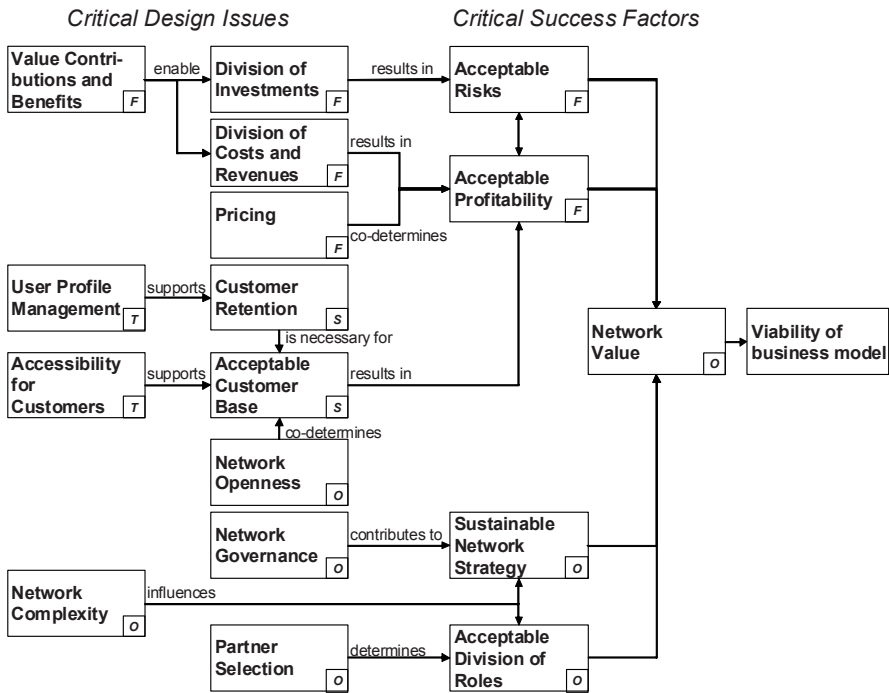 Critical Design Issues
Critical Success Factors
Value Contri-
butions and
Benefits
F
enable
Division of
Investments
F
results in
Acceptable
Risks
F
Division of
Costs and
Revenues
F
results in
Acceptable
Profitability
F
Pricing
F
co-determines
User Profile
Management
T
supports
Customer
Retention
S
is necessary for
Network
Value
O
Viability of
business model
Accessibility
for
Customers
T
supports
Acceptable
Customer
Base
S
results in
co-determines
Network
Openness
O
Network
Governance
O
contributes to
Sustainable
Network
Strategy
O
Network
Complexity
O
influences
Partner
Selection
O
determines
Acceptable
Division of
Roles
O